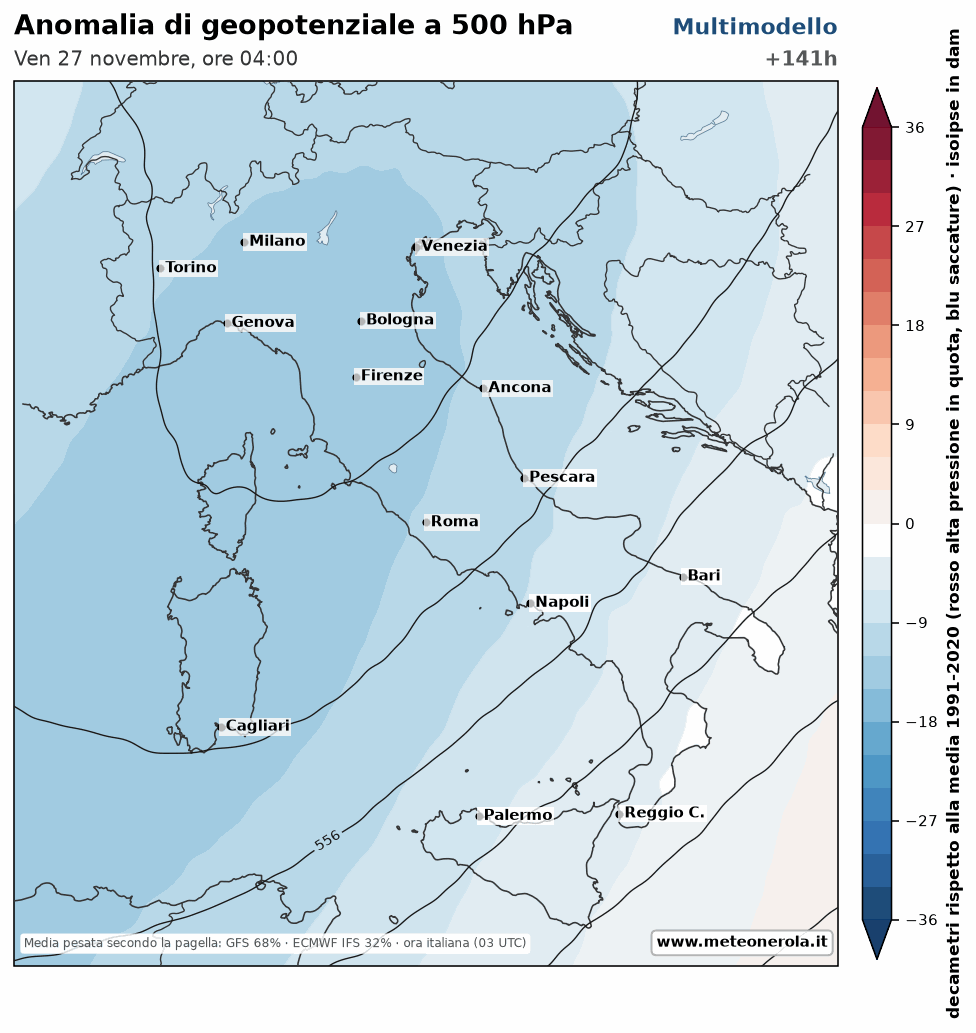 Anomalia di geopotenziale a 500 hPa
Multimodello
Ven 27 novembre, ore 04:00
+141h
Milano
Venezia
Torino
Genova
Bologna
Firenze
Ancona
Pescara
Roma
Bari
Napoli
Cagliari
Palermo
Reggio C.
556
Media pesata secondo la pagella: GFS 68% · ECMWF IFS 32% · ora italiana (03 UTC)
www.meteonerola.it
36
27
18
9
0
−9
−18
−27
−36
decametri rispetto alla media 1991-2020 (rosso alta pressione in quota, blu saccature) · isoipse in dam